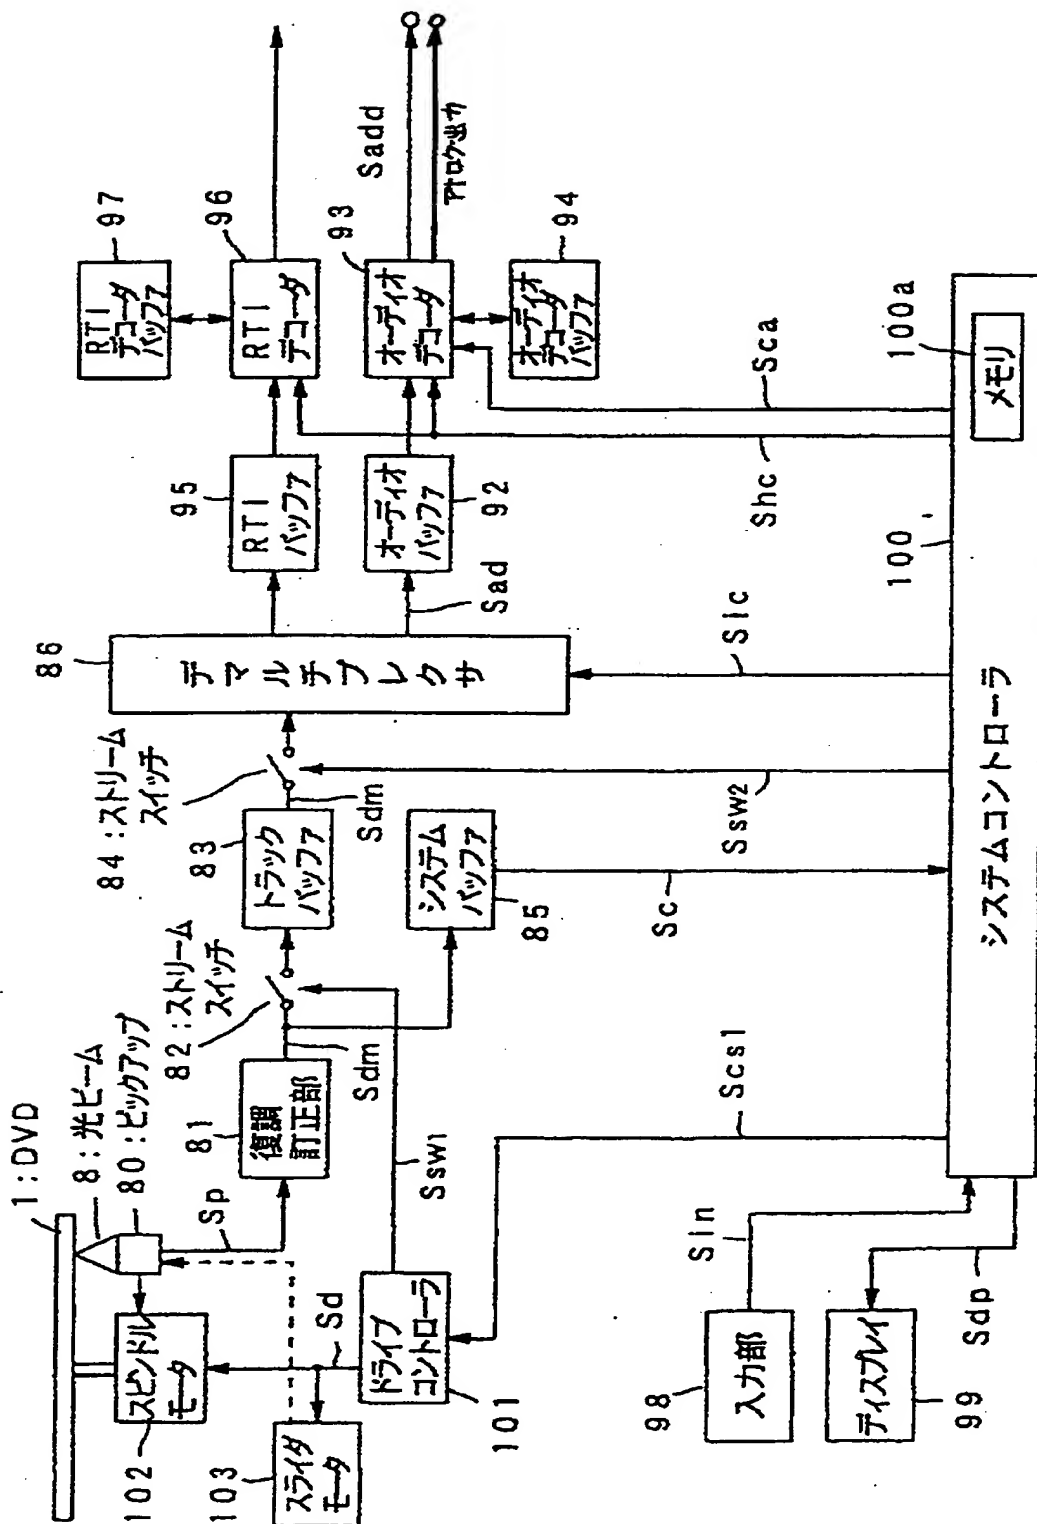 1:DVD
8:光ビーム
80:ピックアップ
Sp
102
スピンドル
モータ
103
スライダ
モータ
Sd
ドライブ
コントローラ
101
Ssw1
81
復調
訂正部
Sdm
82:ストリーム
スイッチ
83
トラック
バッファ
Sdm
84:ストリーム
スイッチ
システム
バッファ
85
Sc
86
デマルチプレクサ
Sad
95
RTI
バッファ
オーディオ
バッファ
92
97
RTI
デコーダ
バッファ
96
RTI
デコーダ
93
オーディオ
デコーダ
94
オーディオ
デコーダ
バッファ
Sadd
アナログ出力
Sca
Shc
Slc
Ssw2
Scs1
98
入力部
SIn
ディスプレイ
99
Sdp
100
システムコントローラ
100a
メモリ